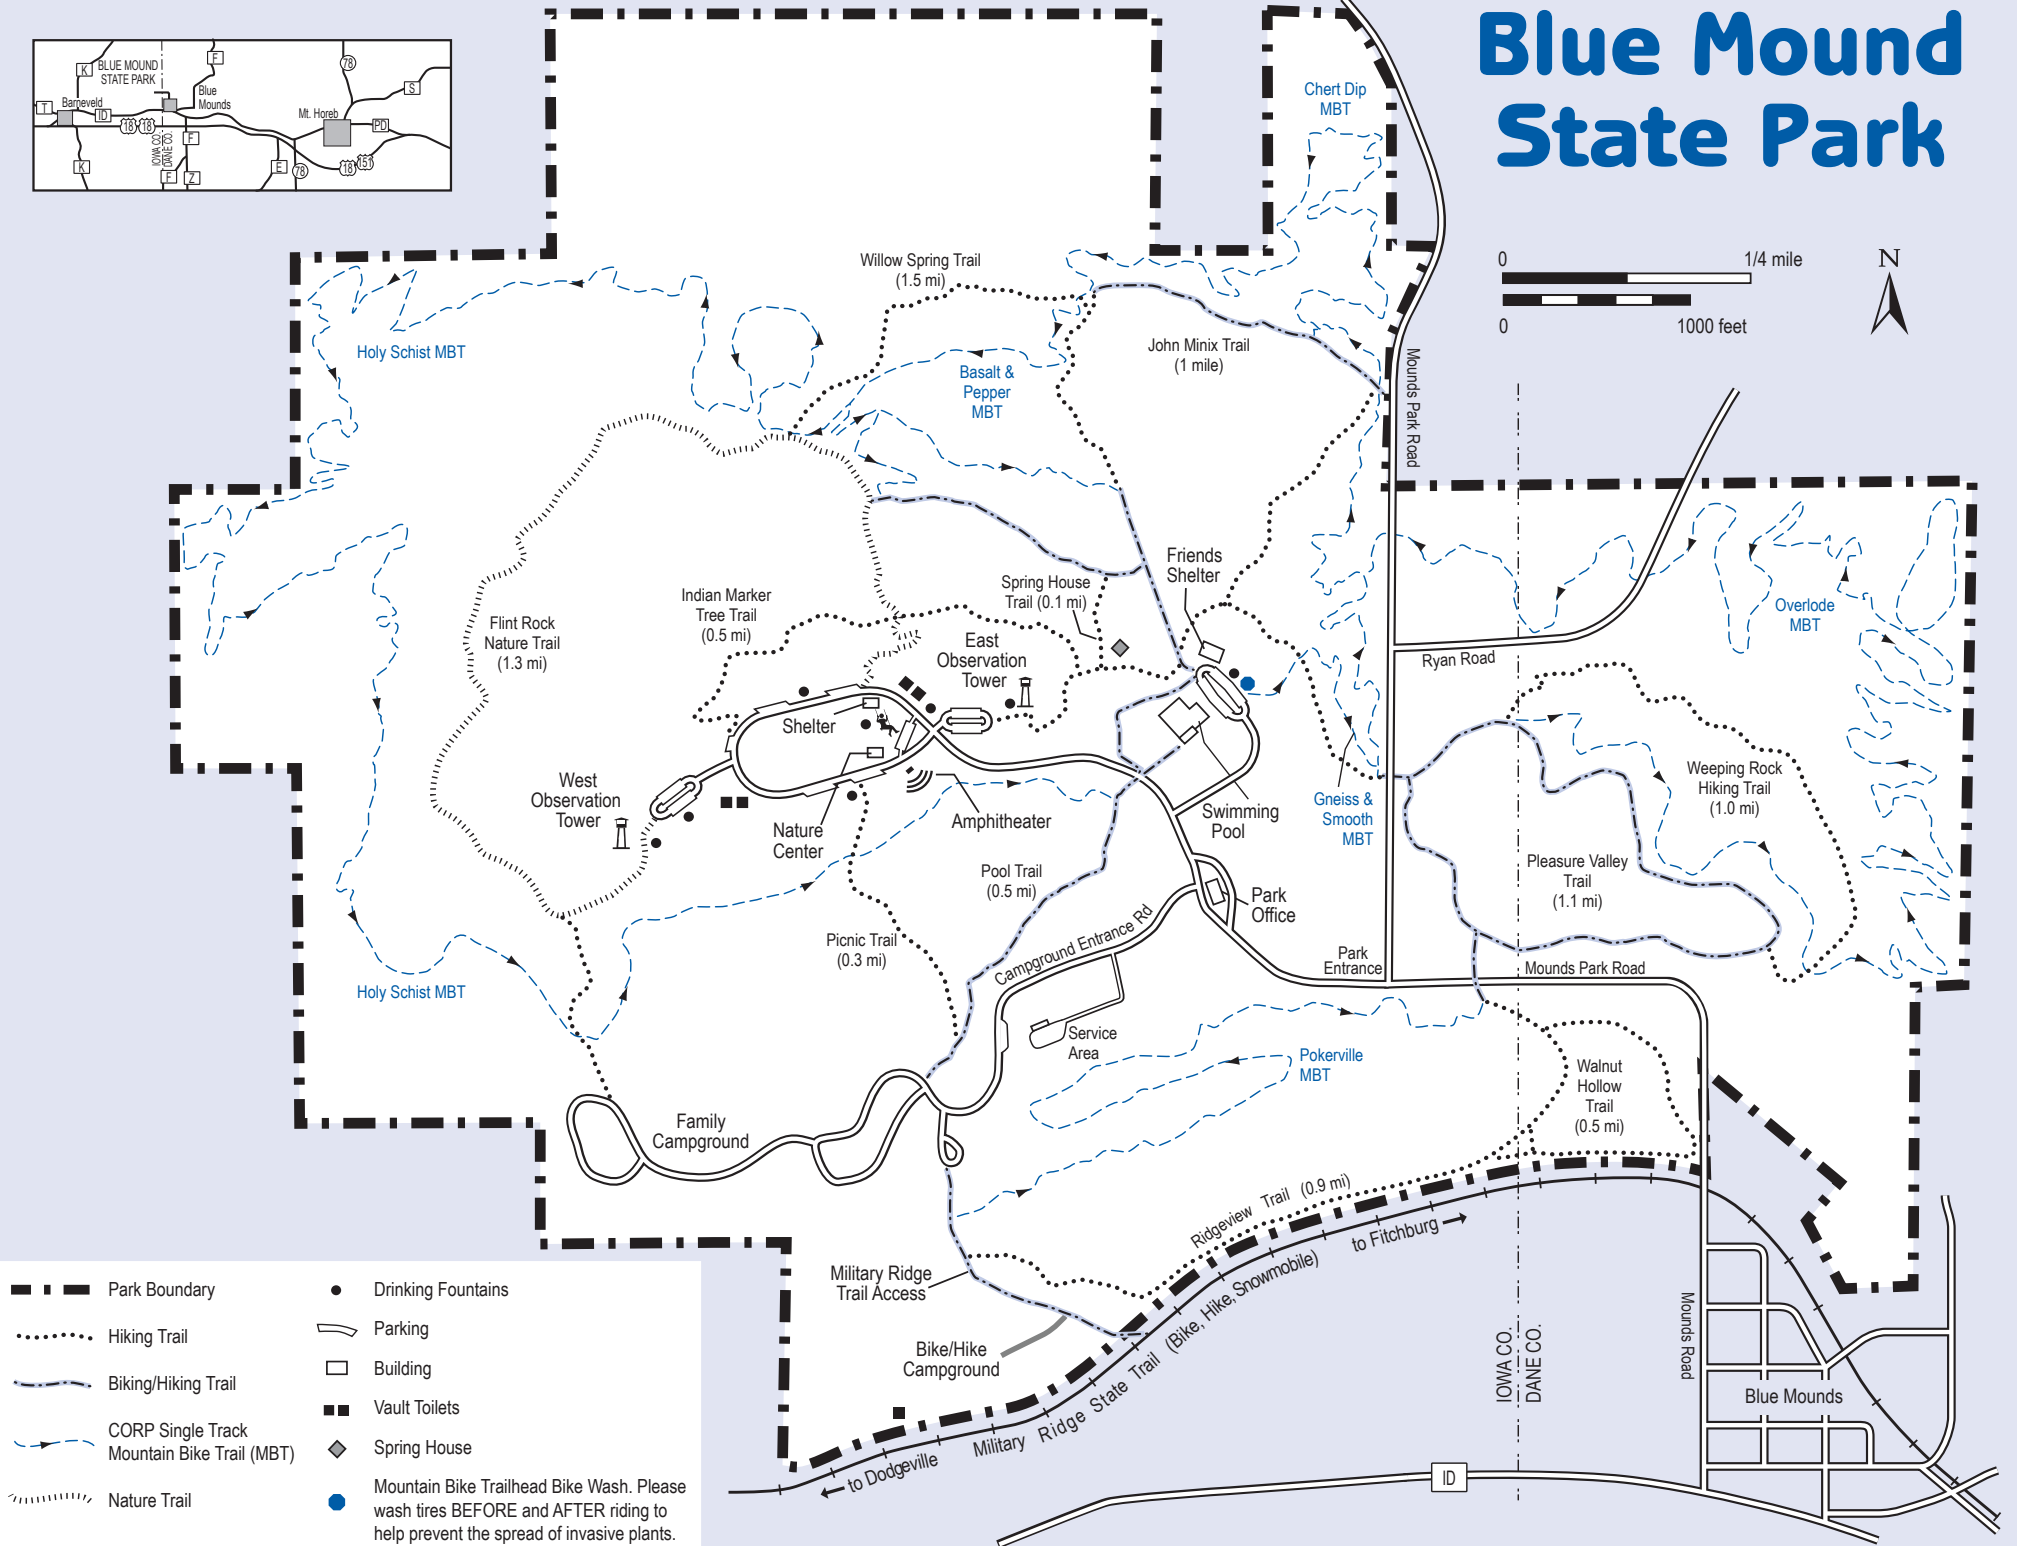 Blue Mound
State Park
K
BLUE MOUND
STATE PARK
F
78
S
T
Barneveld
ID
Blue
Mounds
Mt. Horeb
18
18
PD
IOWA CO.
DANE CO.
F
K
F
Z
E
78
18
151
Chert Dip
MBT
0
1/4 mile
0
1000 feet
N
Willow Spring Trail
(1.5 mi)
Holy Schist MBT
John Minix Trail
(1 mile)
Basalt &
Pepper
MBT
Mounds Park Road
Friends
Shelter
Spring House
Trail (0.1 mi)
Indian Marker
Tree Trail
(0.5 mi)
Flint Rock
Nature Trail
(1.3 mi)
East
Observation
Tower
Overlode
MBT
Ryan Road
Shelter
West
Observation
Tower
Nature
Center
Amphitheater
Swimming
Pool
Gneiss &
Smooth
MBT
Weeping Rock
Hiking Trail
(1.0 mi)
Pool Trail
(0.5 mi)
Pleasure Valley
Trail
(1.1 mi)
Park
Office
Picnic Trail
(0.3 mi)
Campground Entrance Rd
Park
Entrance
Mounds Park Road
Holy Schist MBT
Service
Area
Pokerville
MBT
Walnut
Hollow
Trail
(0.5 mi)
Family
Campground
Ridgeview Trail (0.9 mi)
to Fitchburg
Military Ridge
Trail Access
Bike/Hike
Campground
Military Ridge State Trail (Bike, Hike, Snowmobile)
to Dodgeville
IOWA CO.
DANE CO.
Mounds Road
Blue Mounds
ID
Park Boundary
Hiking Trail
Biking/Hiking Trail
CORP Single Track
Mountain Bike Trail (MBT)
Nature Trail
Drinking Fountains
Parking
Building
Vault Toilets
Spring House
Mountain Bike Trailhead Bike Wash. Please
wash tires BEFORE and AFTER riding to
help prevent the spread of invasive plants.